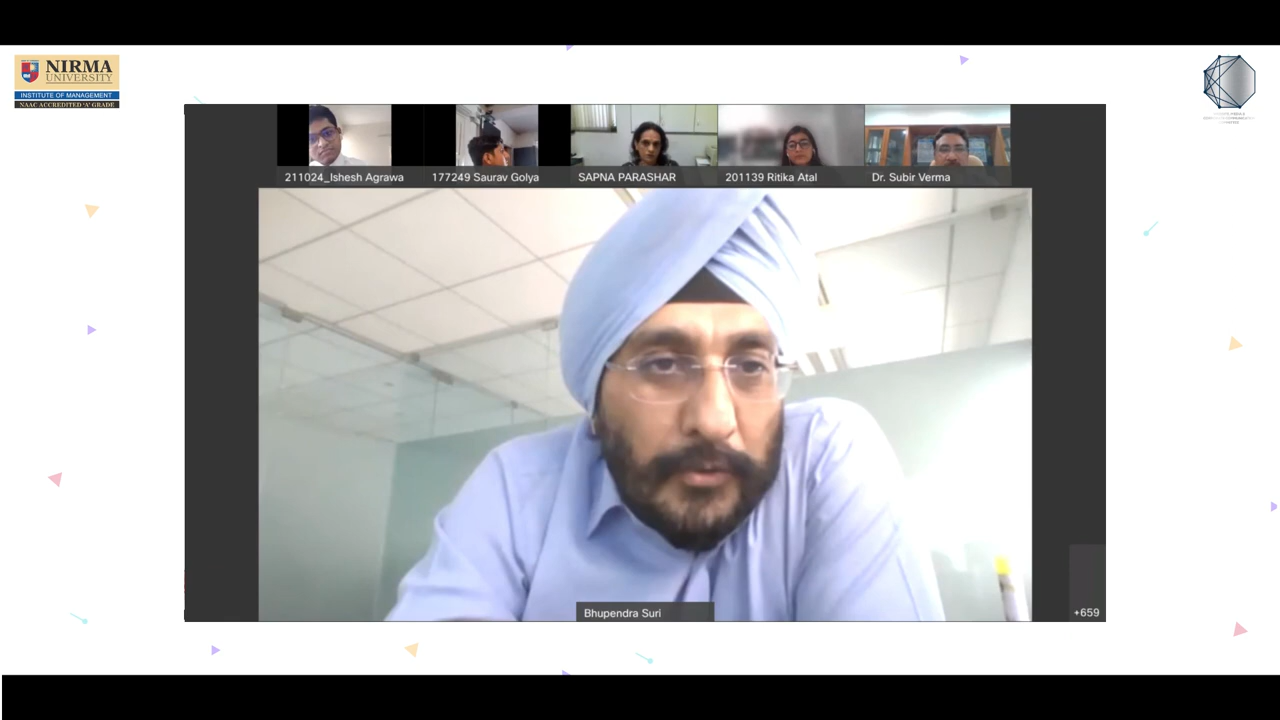 NIRMA
UNIVERSITY
INSTITUTE OF MANAGEMENT
NAAC ACCREDITED 'A' GRADE
211024_Ishesh Agrawa
177249 Saurav Golya
SAPNA PARASHAR
201139 Ritika Atal
Dr. Subir Verma
Bhupendra Suri
+659